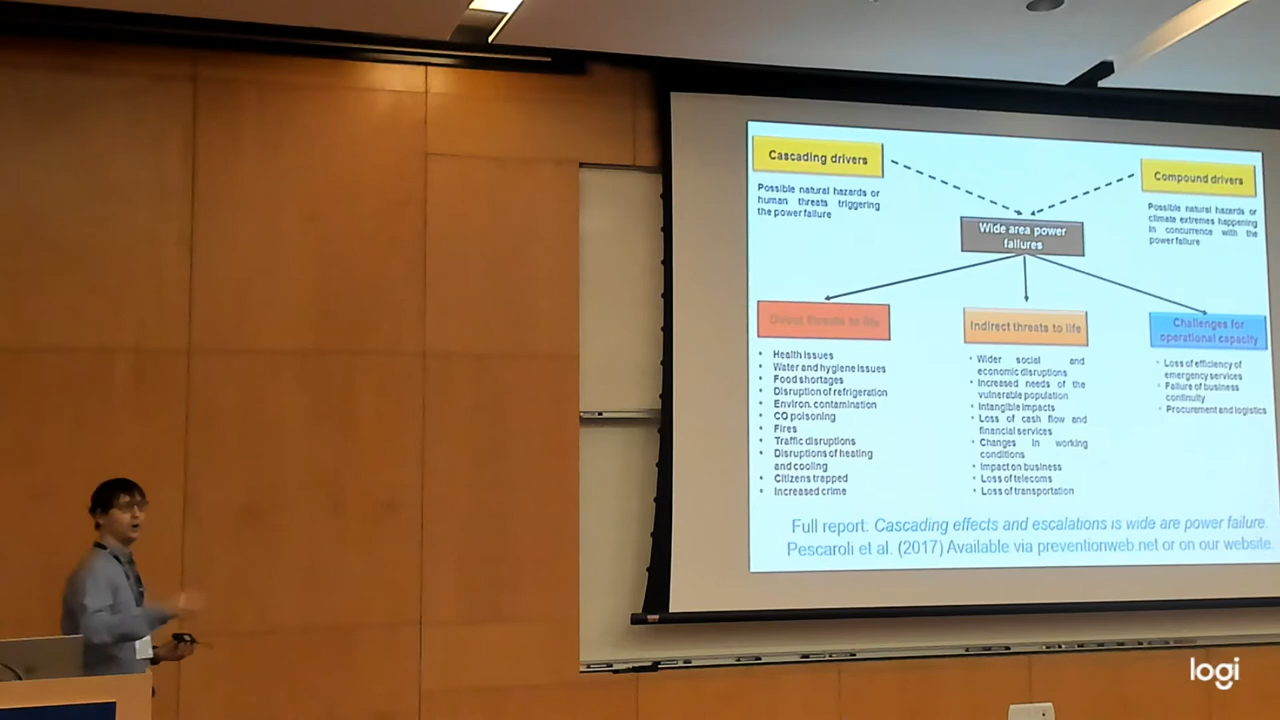 Cascading drivers
Possible natural hazards or
human threats triggering
the power failure
Compound drivers
Possible natural hazards or
climate extremes happening
in concurrence with the
power failure
Wide area power
failures
Direct threats to life
Health issues
Water and hygiene issues
Food shortages
Disruption of refrigeration
Environ. contamination
CO poisoning
Fires
Traffic disruptions
Disruptions of heating
and cooling
Citizens trapped
Increased crime
Indirect threats to life
Wider social and
economic disruptions
Increased needs of the
vulnerable population
Intangible impacts
Loss of cash flow and
financial services
Changes in working
conditions
Impact on business
Loss of telecoms
Loss of transportation
Challenges for
operational capacity
Loss of efficiency of
emergency services
Failure of business
continuity
Procurement and logistics
Full report: Cascading effects and escalations is wide are power failure.
Pescaroli et al. (2017) Available via preventionweb.net or on our website.
logi